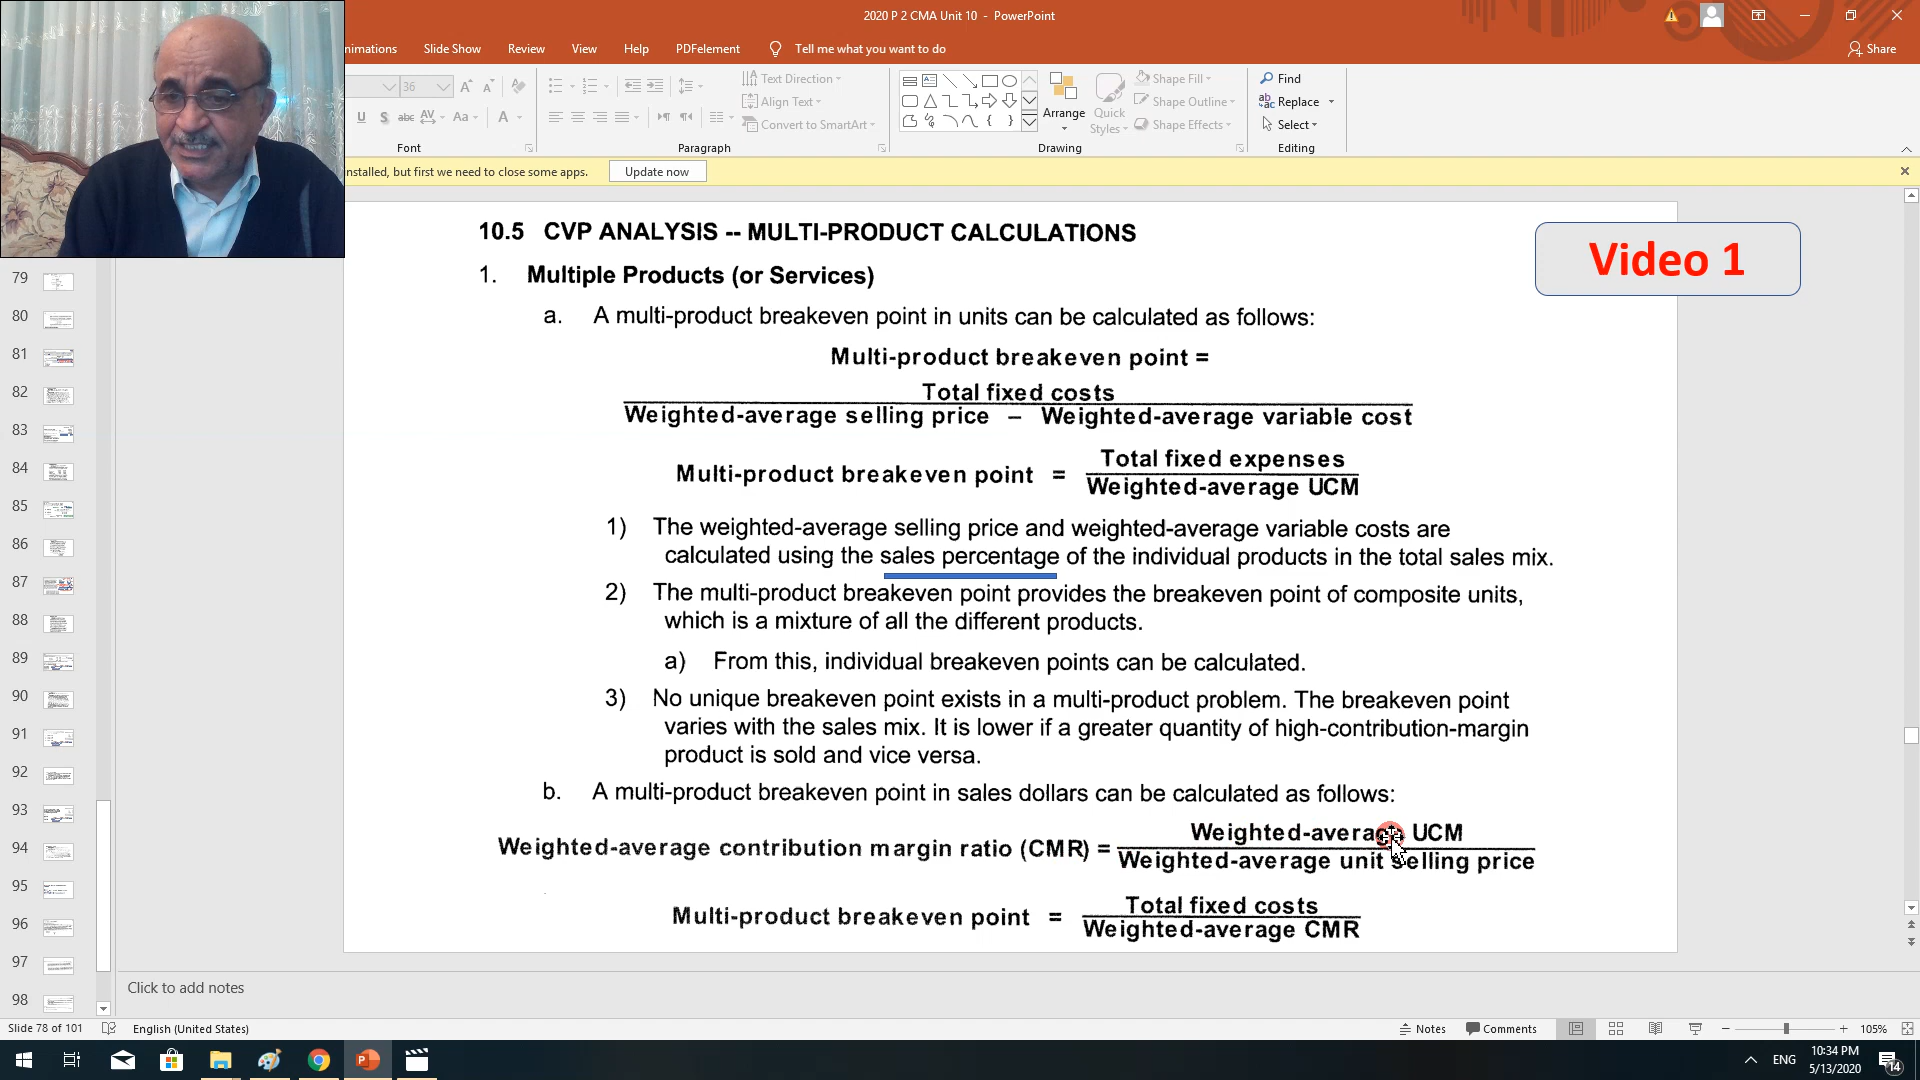 2020 P 2 CMA Unit 10 - PowerPoint
nimations Slide Show Review View Help PDFelement Tell me what you want to do Share
36 Text Direction Shape Fill Find
Align Text Arrange Quick Styles Shape Outline Replace
U S abc AV Aa A Convert to SmartArt Shape Effects Select
Font Paragraph Drawing Editing
nstalled, but first we need to close some apps. Update now
10.5 CVP ANALYSIS -- MULTI-PRODUCT CALCULATIONS
Video 1
1. Multiple Products (or Services)
a. A multi-product breakeven point in units can be calculated as follows:
Multi-product breakeven point =
Total fixed costs
Weighted-average selling price – Weighted-average variable cost
Multi-product breakeven point = Total fixed expenses
Weighted-average UCM
1) The weighted-average selling price and weighted-average variable costs are
calculated using the sales percentage of the individual products in the total sales mix.
2) The multi-product breakeven point provides the breakeven point of composite units,
which is a mixture of all the different products.
a) From this, individual breakeven points can be calculated.
3) No unique breakeven point exists in a multi-product problem. The breakeven point
varies with the sales mix. It is lower if a greater quantity of high-contribution-margin
product is sold and vice versa.
b. A multi-product breakeven point in sales dollars can be calculated as follows:
Weighted-average contribution margin ratio (CMR) = Weighted-average UCM
Weighted-average unit selling price
Multi-product breakeven point = Total fixed costs
Weighted-average CMR
79
80
81
82
83
84
85
86
87
88
89
90
91
92
93
94
95
96
97
98
Click to add notes
Slide 78 of 101 English (United States) Notes Comments 105%
ENG 10:34 PM
5/13/2020
14